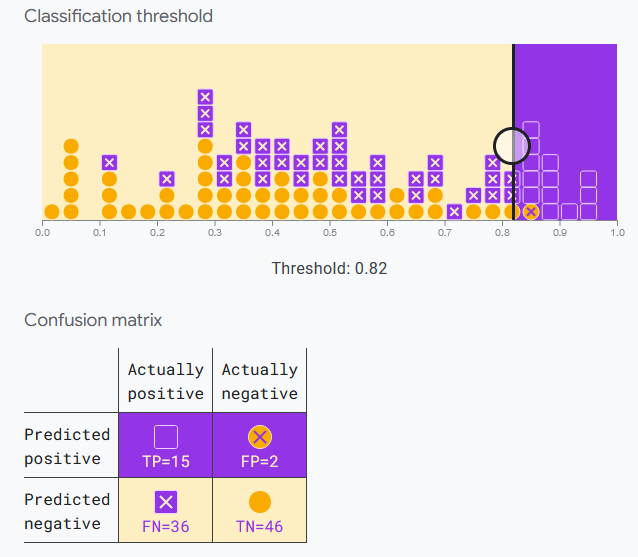 Classification threshold
0.0 0.1 0.2 0.3 0.4 0.5 0.6 0.7 0.8 0.9 1.0
Threshold: 0.82
Confusion matrix
Actually positive Actually negative
Predicted positive TP=15 FP=2
Predicted negative FN=36 TN=46